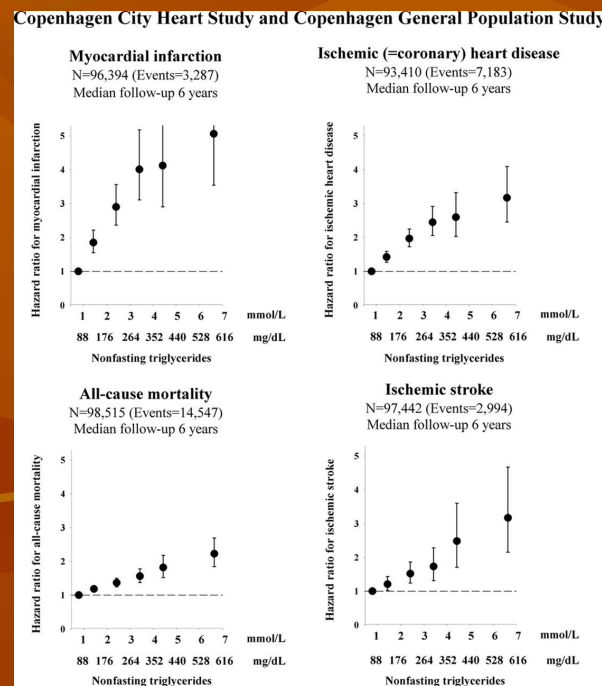 Copenhagen City Heart Study and Copenhagen General Population Study
Myocardial infarction
N=96,394 (Events=3,287)
Median follow-up 6 years
Hazard ratio for myocardial infarction
5
4
3
2
1
0
1 2 3 4 5 6 7 mmol/L
88 176 264 352 440 528 616 mg/dL
Nonfasting triglycerides
Ischemic (=coronary) heart disease
N=93,410 (Events=7,183)
Median follow-up 6 years
Hazard ratio for ischemic heart disease
5
4
3
2
1
0
1 2 3 4 5 6 7 mmol/L
88 176 264 352 440 528 616 mg/dL
Nonfasting triglycerides
All-cause mortality
N=98,515 (Events=14,547)
Median follow-up 6 years
Hazard ratio for all-cause mortality
5
4
3
2
1
0
1 2 3 4 5 6 7 mmol/L
88 176 264 352 440 528 616 mg/dL
Nonfasting triglycerides
Ischemic stroke
N=97,442 (Events=2,994)
Median follow-up 6 years
Hazard ratio for ischemic stroke
5
4
3
2
1
0
1 2 3 4 5 6 7 mmol/L
88 176 264 352 440 528 616 mg/dL
Nonfasting triglycerides